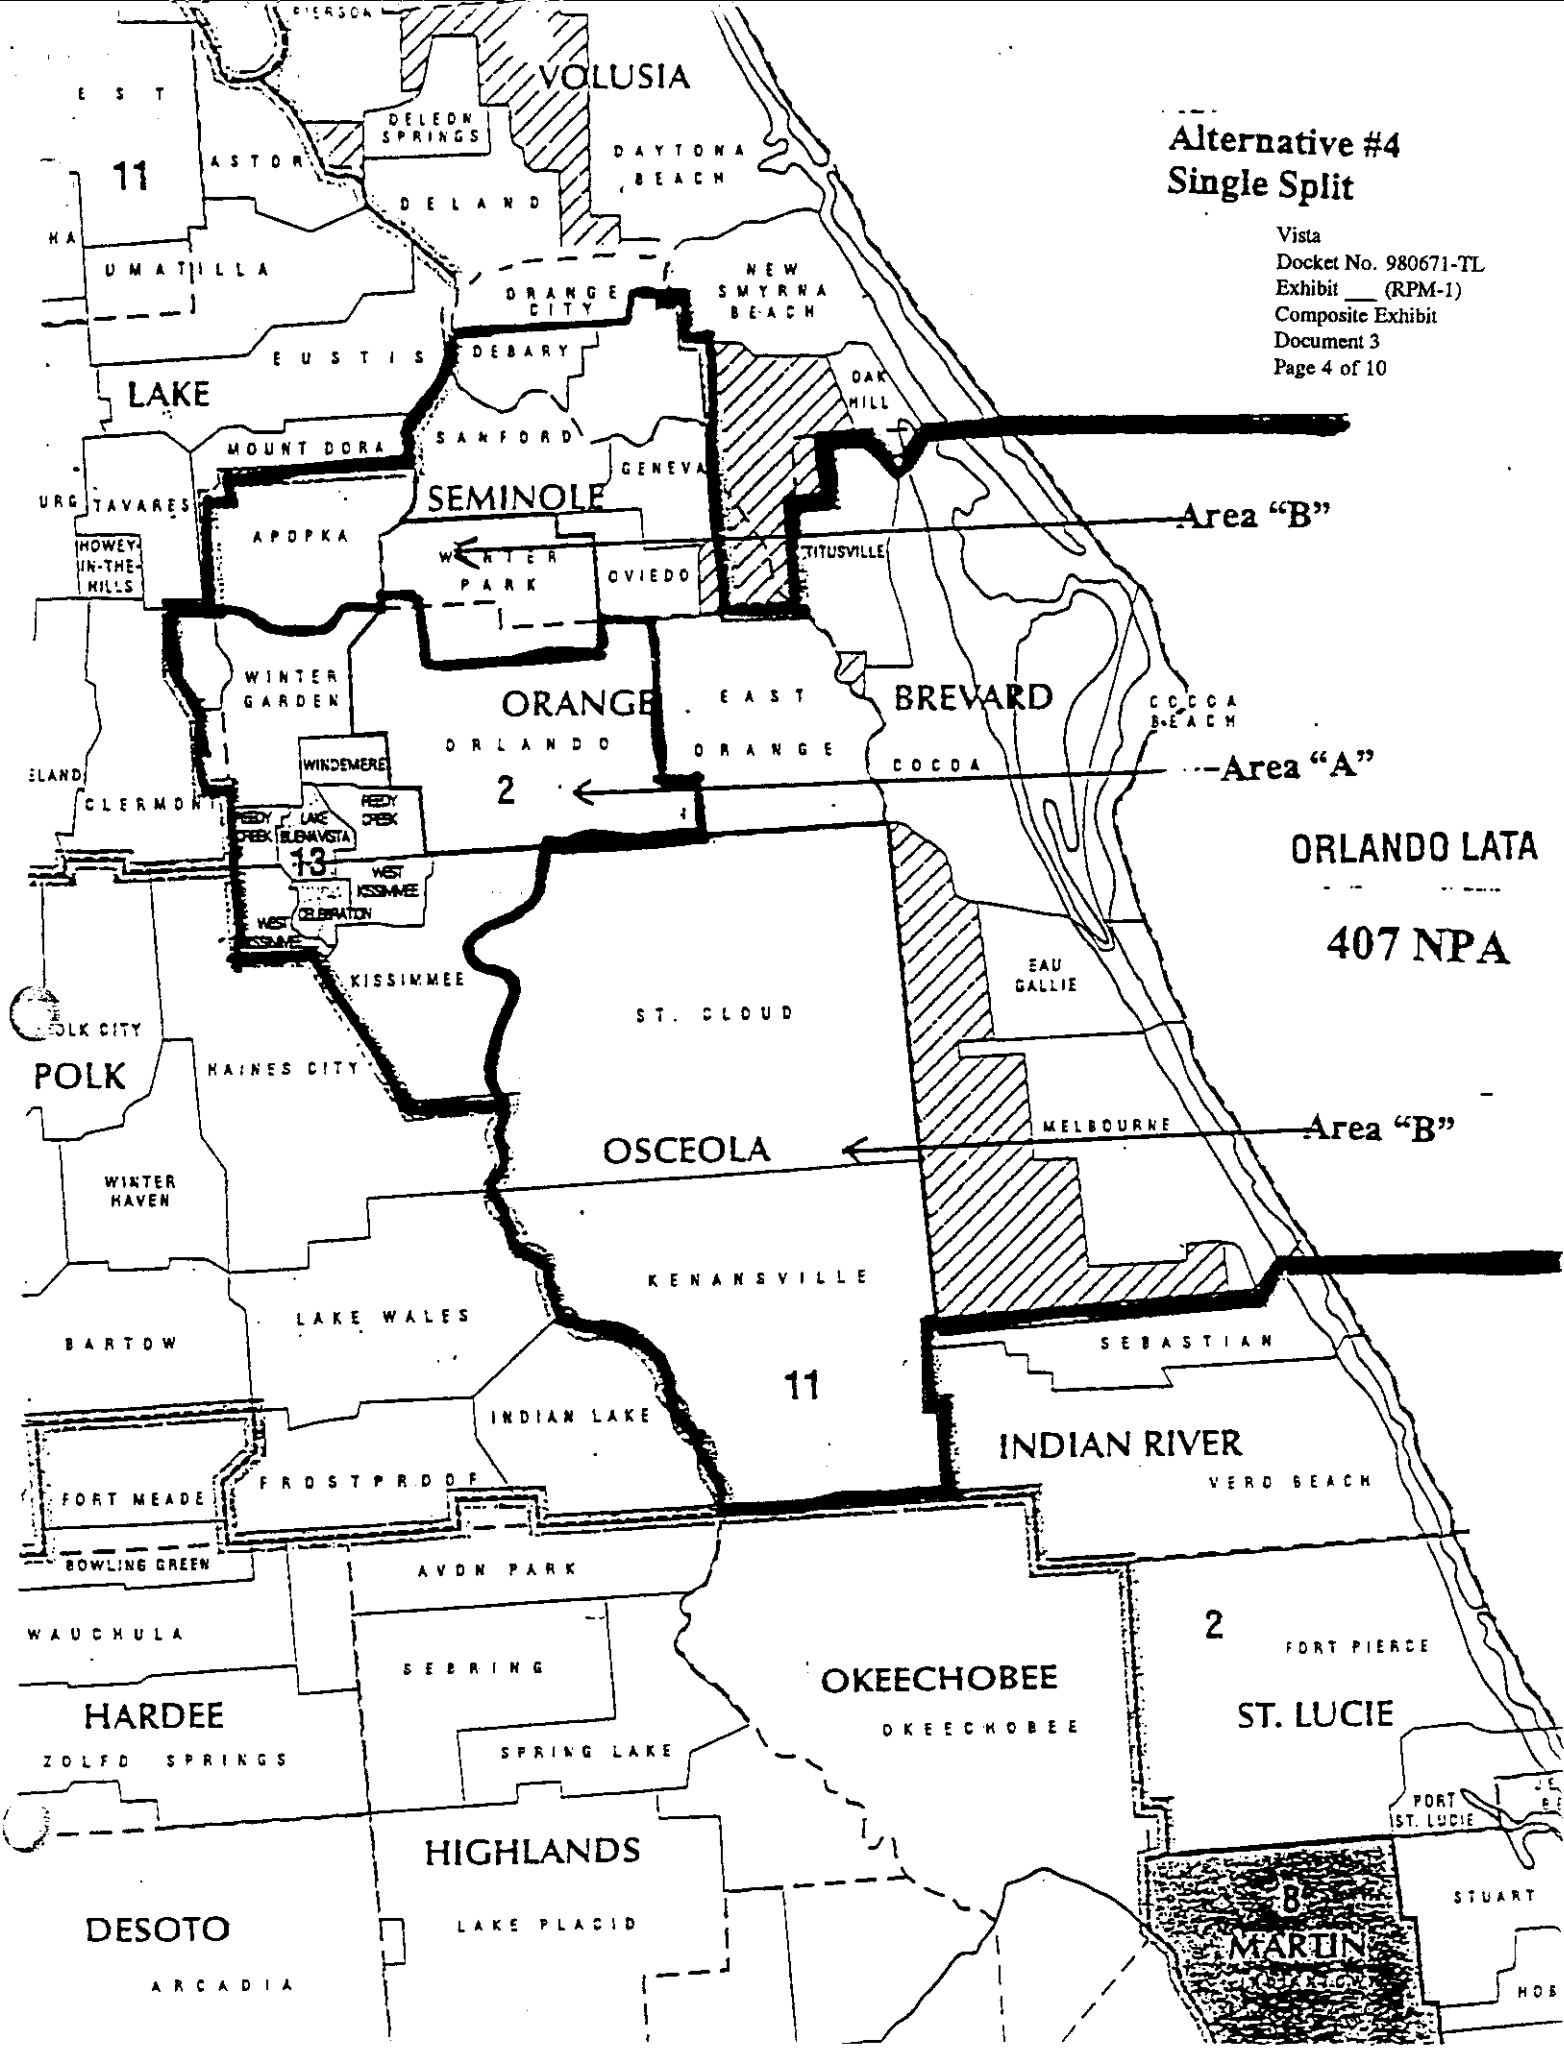 PIERSON
VOLUSIA
E S T
DELEON
SPRINGS
11
ASTOR
DAYTONA
BEACH
Alternative #4
Single Split
DELAND
Vista
Docket No. 980671-TL
Exhibit ___ (RPM-1)
Composite Exhibit
Document 3
Page 4 of 10
HA
UMATILLA
NEW
SMYRNA
BEACH
ORANGE
CITY
EUSTIS
DEBARY
OAK
HILL
LAKE
MOUNT DORA
SANFORD
GENEVA
URG
TAVARES
SEMINOLE
Area “B”
APOPKA
HOWEY-
IN-THE-
HILLS
WINTER
PARK
OVIEDO
TITUSVILLE
WINTER
GARDEN
ORANGE
EAST
ORANGE
BREVARD
COCOA
BEACH
ORLANDO
WINDEMERE
COCOA
Area “A”
2
ELAND
CLERMONT
REEDY
CREEK
LAKE
BUENA VISTA
REEDY
CREEK
ORLANDO LATA
13
WEST
KISSIMMEE
CELEBRATION
WEST
KISSIMMEE
407 NPA
KISSIMMEE
EAU
GALLIE
ST. CLOUD
POLK CITY
POLK
HAINES CITY
MELBOURNE
Area “B”
OSCEOLA
WINTER
HAVEN
KENANSVILLE
LAKE WALES
BARTOW
SEBASTIAN
11
INDIAN LAKE
INDIAN RIVER
FROSTPROOF
VERO BEACH
FORT MEADE
BOWLING GREEN
AVON PARK
WAUCHULA
2
FORT PIERCE
SEBRING
OKEECHOBEE
HARDEE
ST. LUCIE
OKEECHOBEE
ZOLFO SPRINGS
SPRING LAKE
PORT
ST. LUCIE
HIGHLANDS
8
STUART
DESOTO
LAKE PLACID
MARTIN
INDIANTOWN
ARCADIA
HOB